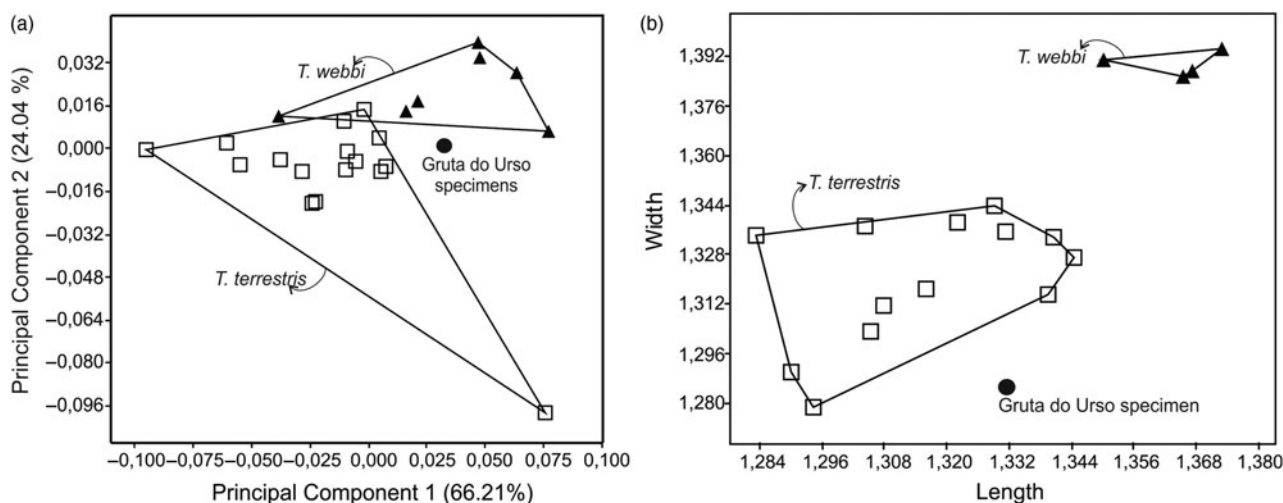 (a)
Principal Component 2 (24.04 %)
0,032
0,016
0,000
–0,016
–0,032
–0,048
–0,064
–0,080
–0,096
T. webbi
Gruta do Urso
specimens
T. terrestris
–0,100
–0,075
–0,050
–0,025
0,000
0,025
0,050
0,075
0,100
Principal Component 1 (66.21%)
(b)
Width
1,392
1,376
1,360
1,344
1,328
1,312
1,296
1,280
T. webbi
T. terrestris
Gruta do Urso specimen
1,284
1,296
1,308
1,320
1,332
1,344
1,356
1,368
1,380
Length